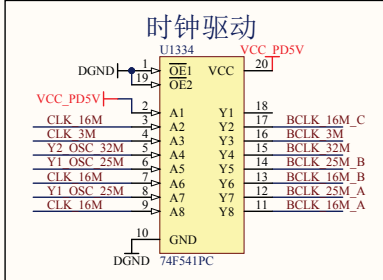 时钟驱动
U1334
VCC_PD5V
DGND
1
19
OE1
OE2
VCC
20
VCC_PD5V
2
A1
Y1
18
CLK_16M
3
A2
Y2
17
BCLK_16M_C
CLK_3M
4
A3
Y3
16
BCLK_3M
Y2_OSC_32M
5
A4
Y4
15
BCLK_32M
Y1_OSC_25M
6
A5
Y5
14
BCLK_25M_B
CLK_16M
7
A6
Y6
13
BCLK_16M_B
Y1_OSC_25M
8
A7
Y7
12
BCLK_25M_A
CLK_16M
9
A8
Y8
11
BCLK_16M_A
10
GND
DGND
74F541PC